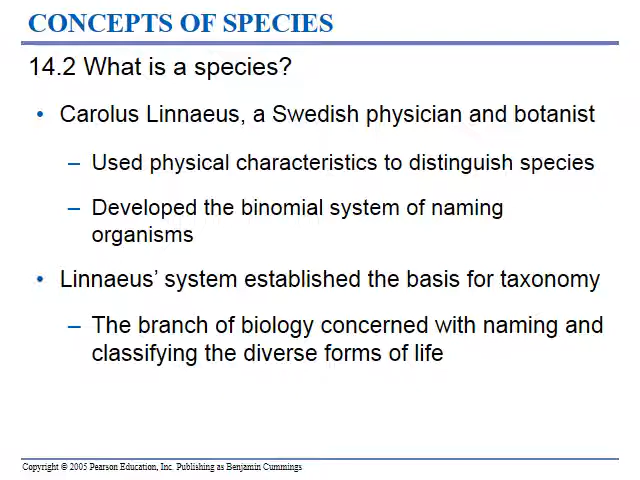 CONCEPTS OF SPECIES
14.2 What is a species?
• Carolus Linnaeus, a Swedish physician and botanist
– Used physical characteristics to distinguish species
– Developed the binomial system of naming
organisms
• Linnaeus’ system established the basis for taxonomy
– The branch of biology concerned with naming and
classifying the diverse forms of life
Copyright © 2005 Pearson Education, Inc. Publishing as Benjamin Cummings